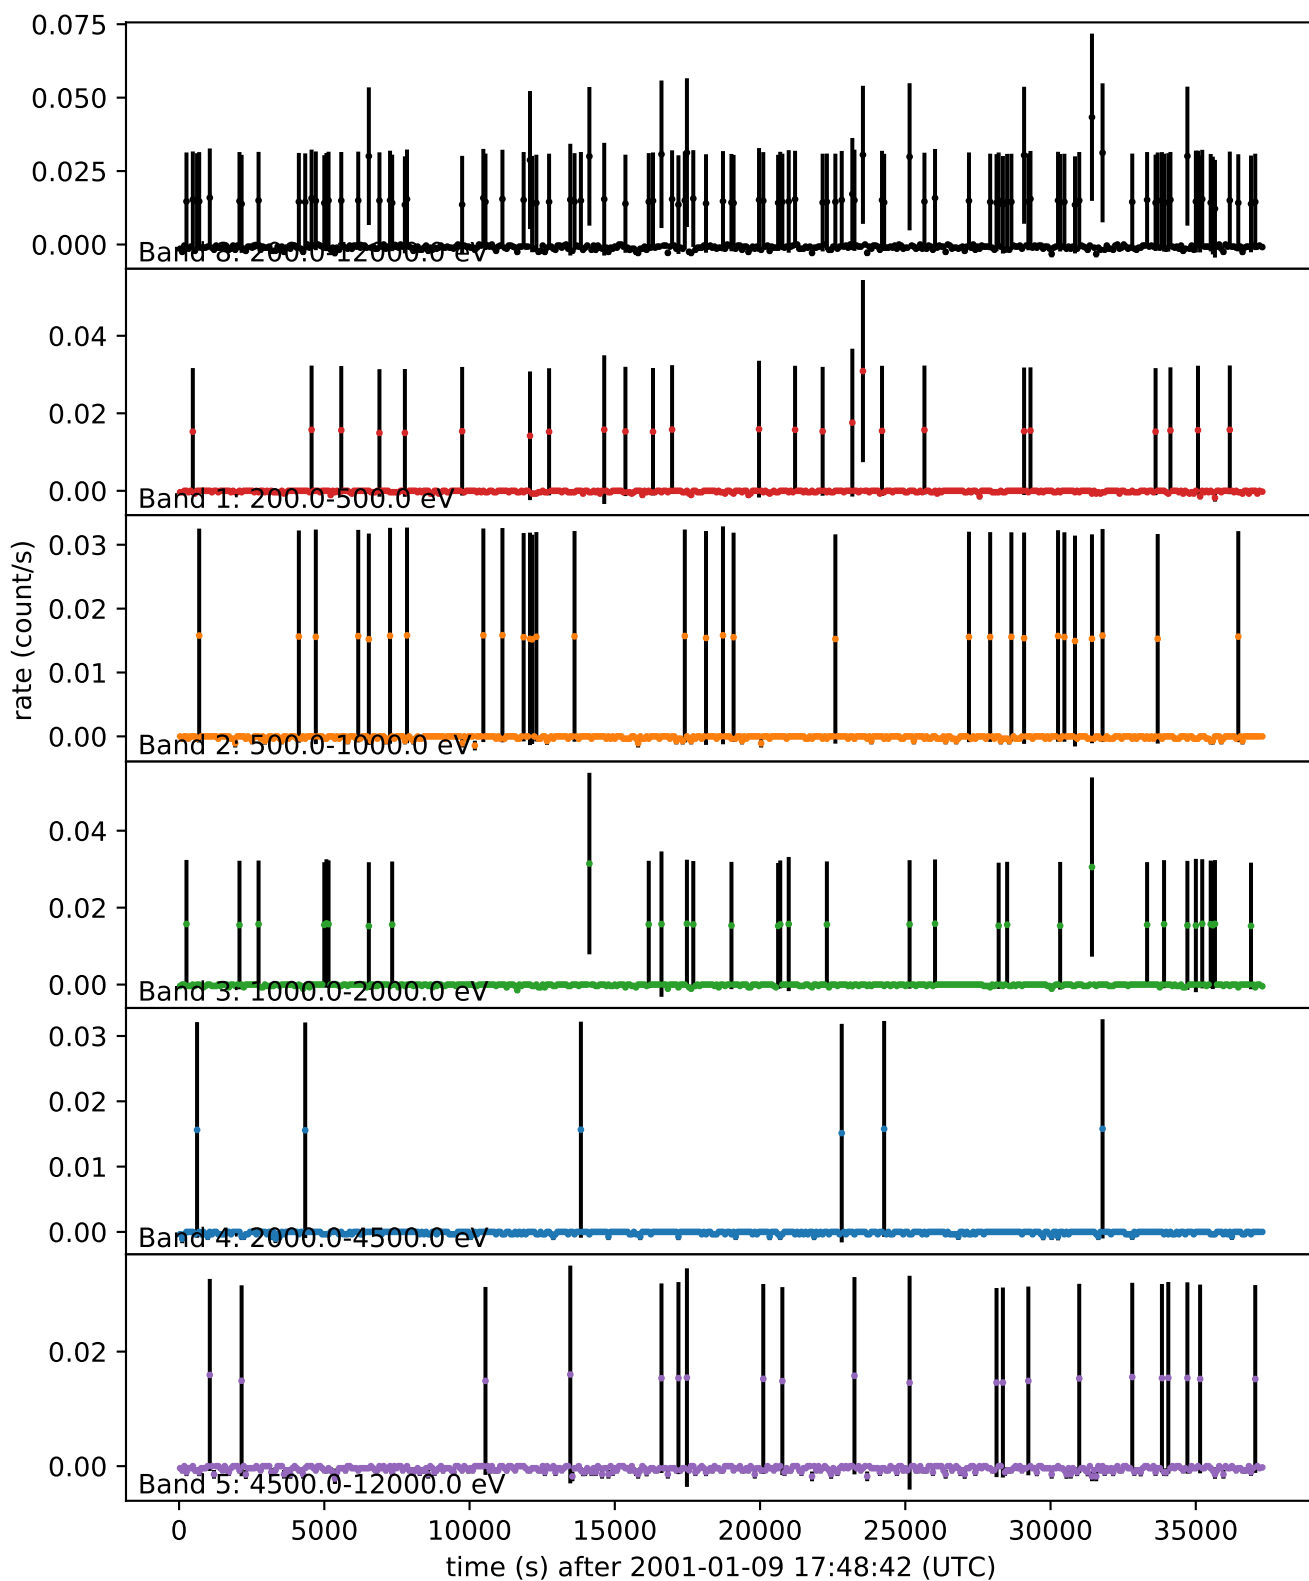 0.075
0.050
0.025
0.000
Band 8: 200.0-12000.0 eV
0.04
0.02
0.00
Band 1: 200.0-500.0 eV
rate (count/s)
0.03
0.02
0.01
0.00
Band 2: 500.0-1000.0 eV
0.04
0.02
0.00
Band 3: 1000.0-2000.0 eV
0.03
0.02
0.01
0.00
Band 4: 2000.0-4500.0 eV
0.02
0.00
Band 5: 4500.0-12000.0 eV
0 5000 10000 15000 20000 25000 30000 35000
time (s) after 2001-01-09 17:48:42 (UTC)